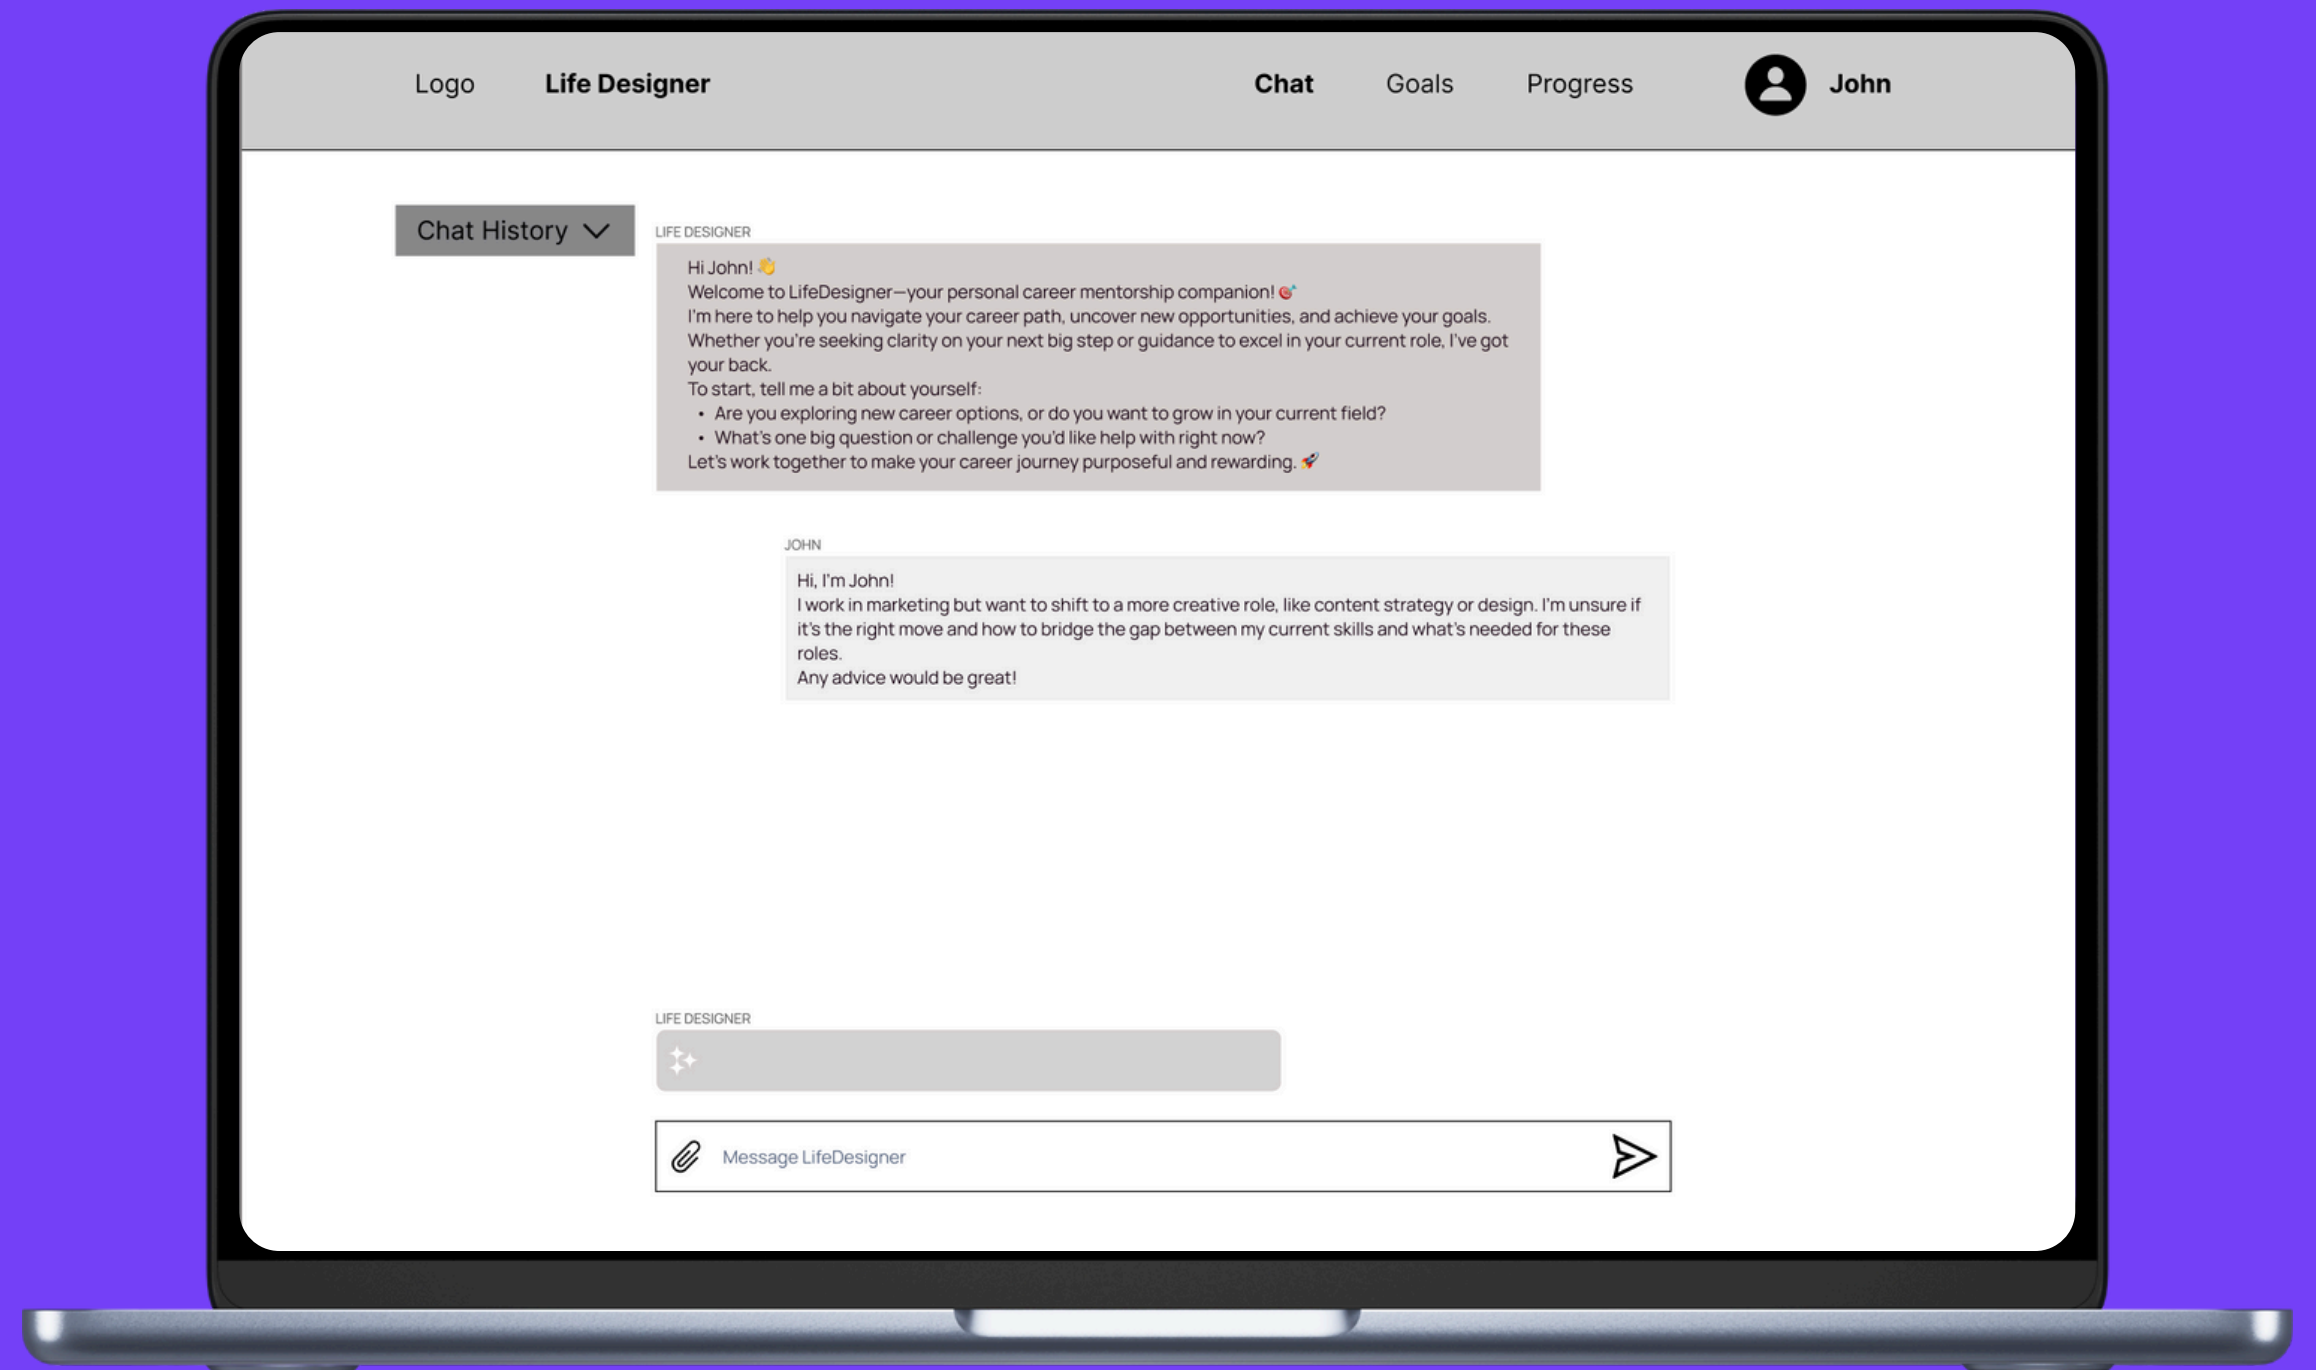 Logo Life Designer Chat Goals Progress John
Chat History
LIFE DESIGNER
Hi John! 👋
Welcome to LifeDesigner—your personal career mentorship companion! 🎯
I'm here to help you navigate your career path, uncover new opportunities, and achieve your goals.
Whether you're seeking clarity on your next big step or guidance to excel in your current role, I've got
your back.
To start, tell me a bit about yourself:
• Are you exploring new career options, or do you want to grow in your current field?
• What's one big question or challenge you'd like help with right now?
Let's work together to make your career journey purposeful and rewarding. 🚀
JOHN
Hi, I'm John!
I work in marketing but want to shift to a more creative role, like content strategy or design. I'm unsure if
it's the right move and how to bridge the gap between my current skills and what's needed for these
roles.
Any advice would be great!
LIFE DESIGNER
Message LifeDesigner